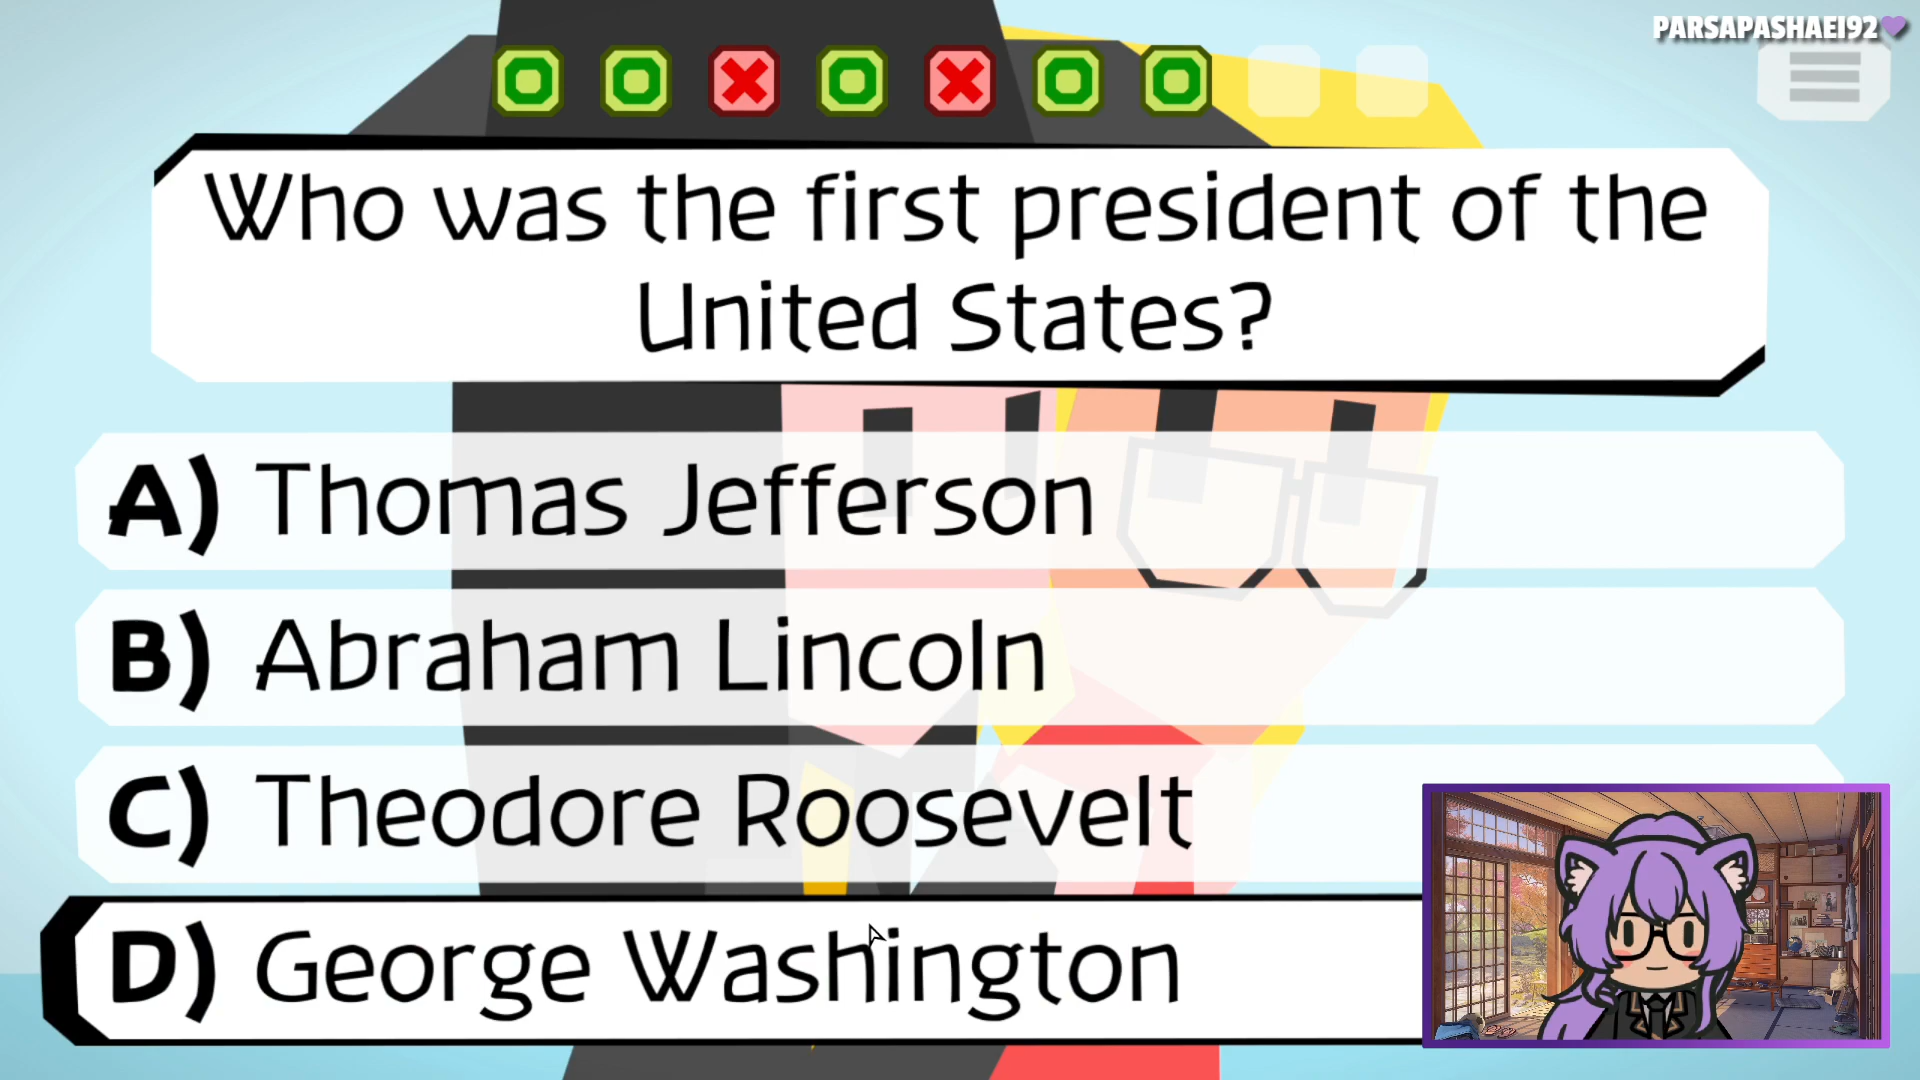 PARSAPASHAEI92
Who was the first president of the
United States?
A) Thomas Jefferson
B) Abraham Lincoln
C) Theodore Roosevelt
D) George Washington